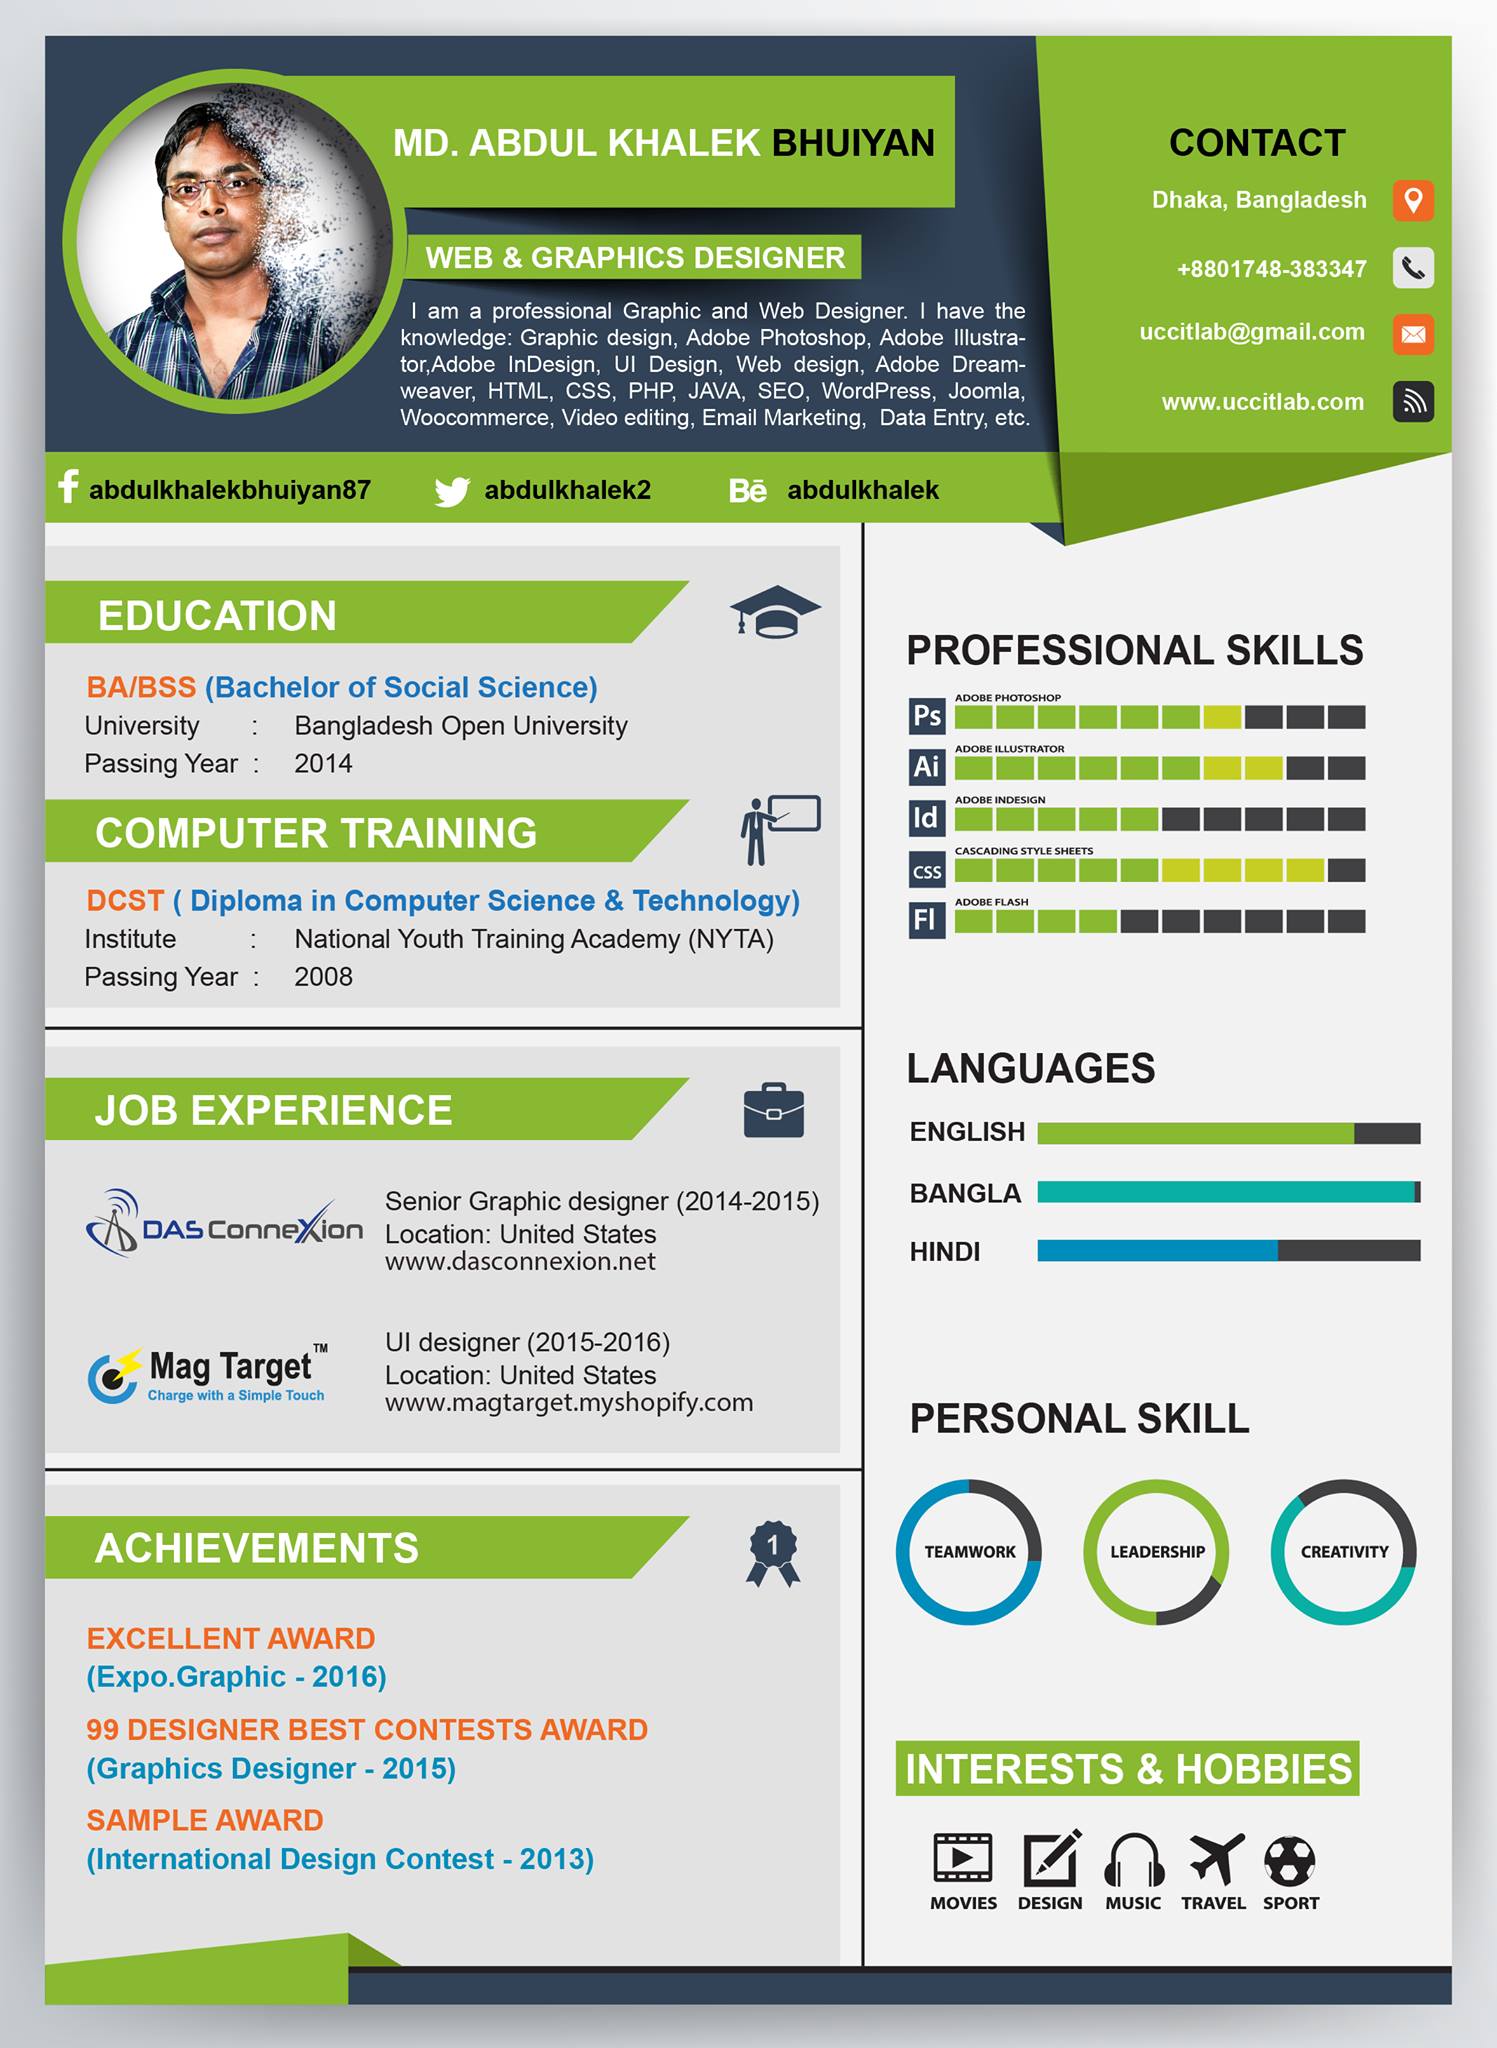 MD. ABDUL KHALEK BHUIYAN
WEB & GRAPHICS DESIGNER
I am a professional Graphic and Web Designer. I have the
knowledge: Graphic design, Adobe Photoshop, Adobe Illustra-
tor,Adobe InDesign, UI Design, Web design, Adobe Dream-
weaver, HTML, CSS, PHP, JAVA, SEO, WordPress, Joomla,
Woocommerce, Video editing, Email Marketing, Data Entry, etc.
CONTACT
Dhaka, Bangladesh
+8801748-383347
uccitlab@gmail.com
www.uccitlab.com
f abdulkhalekbhuiyan87
abdulkhalek2
Bē abdulkhalek
EDUCATION
BA/BSS (Bachelor of Social Science)
University : Bangladesh Open University
Passing Year : 2014
COMPUTER TRAINING
DCST ( Diploma in Computer Science & Technology)
Institute : National Youth Training Academy (NYTA)
Passing Year : 2008
JOB EXPERIENCE
DAS ConneXion
Senior Graphic designer (2014-2015)
Location: United States
www.dasconnexion.net
Mag Target™
Charge with a Simple Touch
UI designer (2015-2016)
Location: United States
www.magtarget.myshopify.com
ACHIEVEMENTS
1
EXCELLENT AWARD
(Expo.Graphic - 2016)
99 DESIGNER BEST CONTESTS AWARD
(Graphics Designer - 2015)
SAMPLE AWARD
(International Design Contest - 2013)
PROFESSIONAL SKILLS
Ps ADOBE PHOTOSHOP
Ai ADOBE ILLUSTRATOR
Id ADOBE INDESIGN
CSS CASCADING STYLE SHEETS
Fl ADOBE FLASH
LANGUAGES
ENGLISH
BANGLA
HINDI
PERSONAL SKILL
TEAMWORK
LEADERSHIP
CREATIVITY
INTERESTS & HOBBIES
MOVIES DESIGN MUSIC TRAVEL SPORT